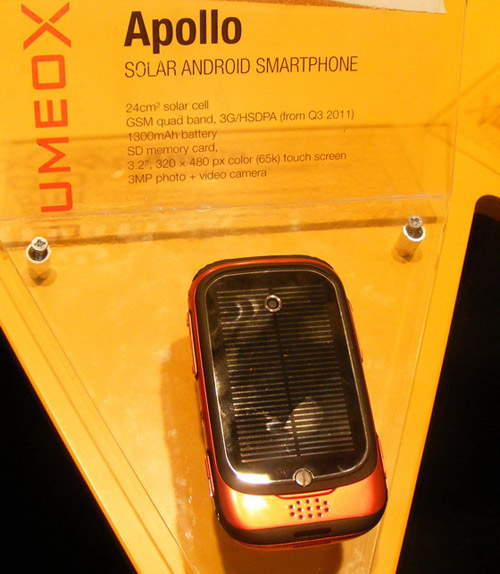 UMEOX
Apollo
SOLAR ANDROID SMARTPHONE
24cm² solar cell
GSM quad band, 3G/HSDPA (from Q3 2011)
1300mAh battery
SD memory card,
3.2", 320 × 480 px color (65k) touch screen
3MP photo + video camera